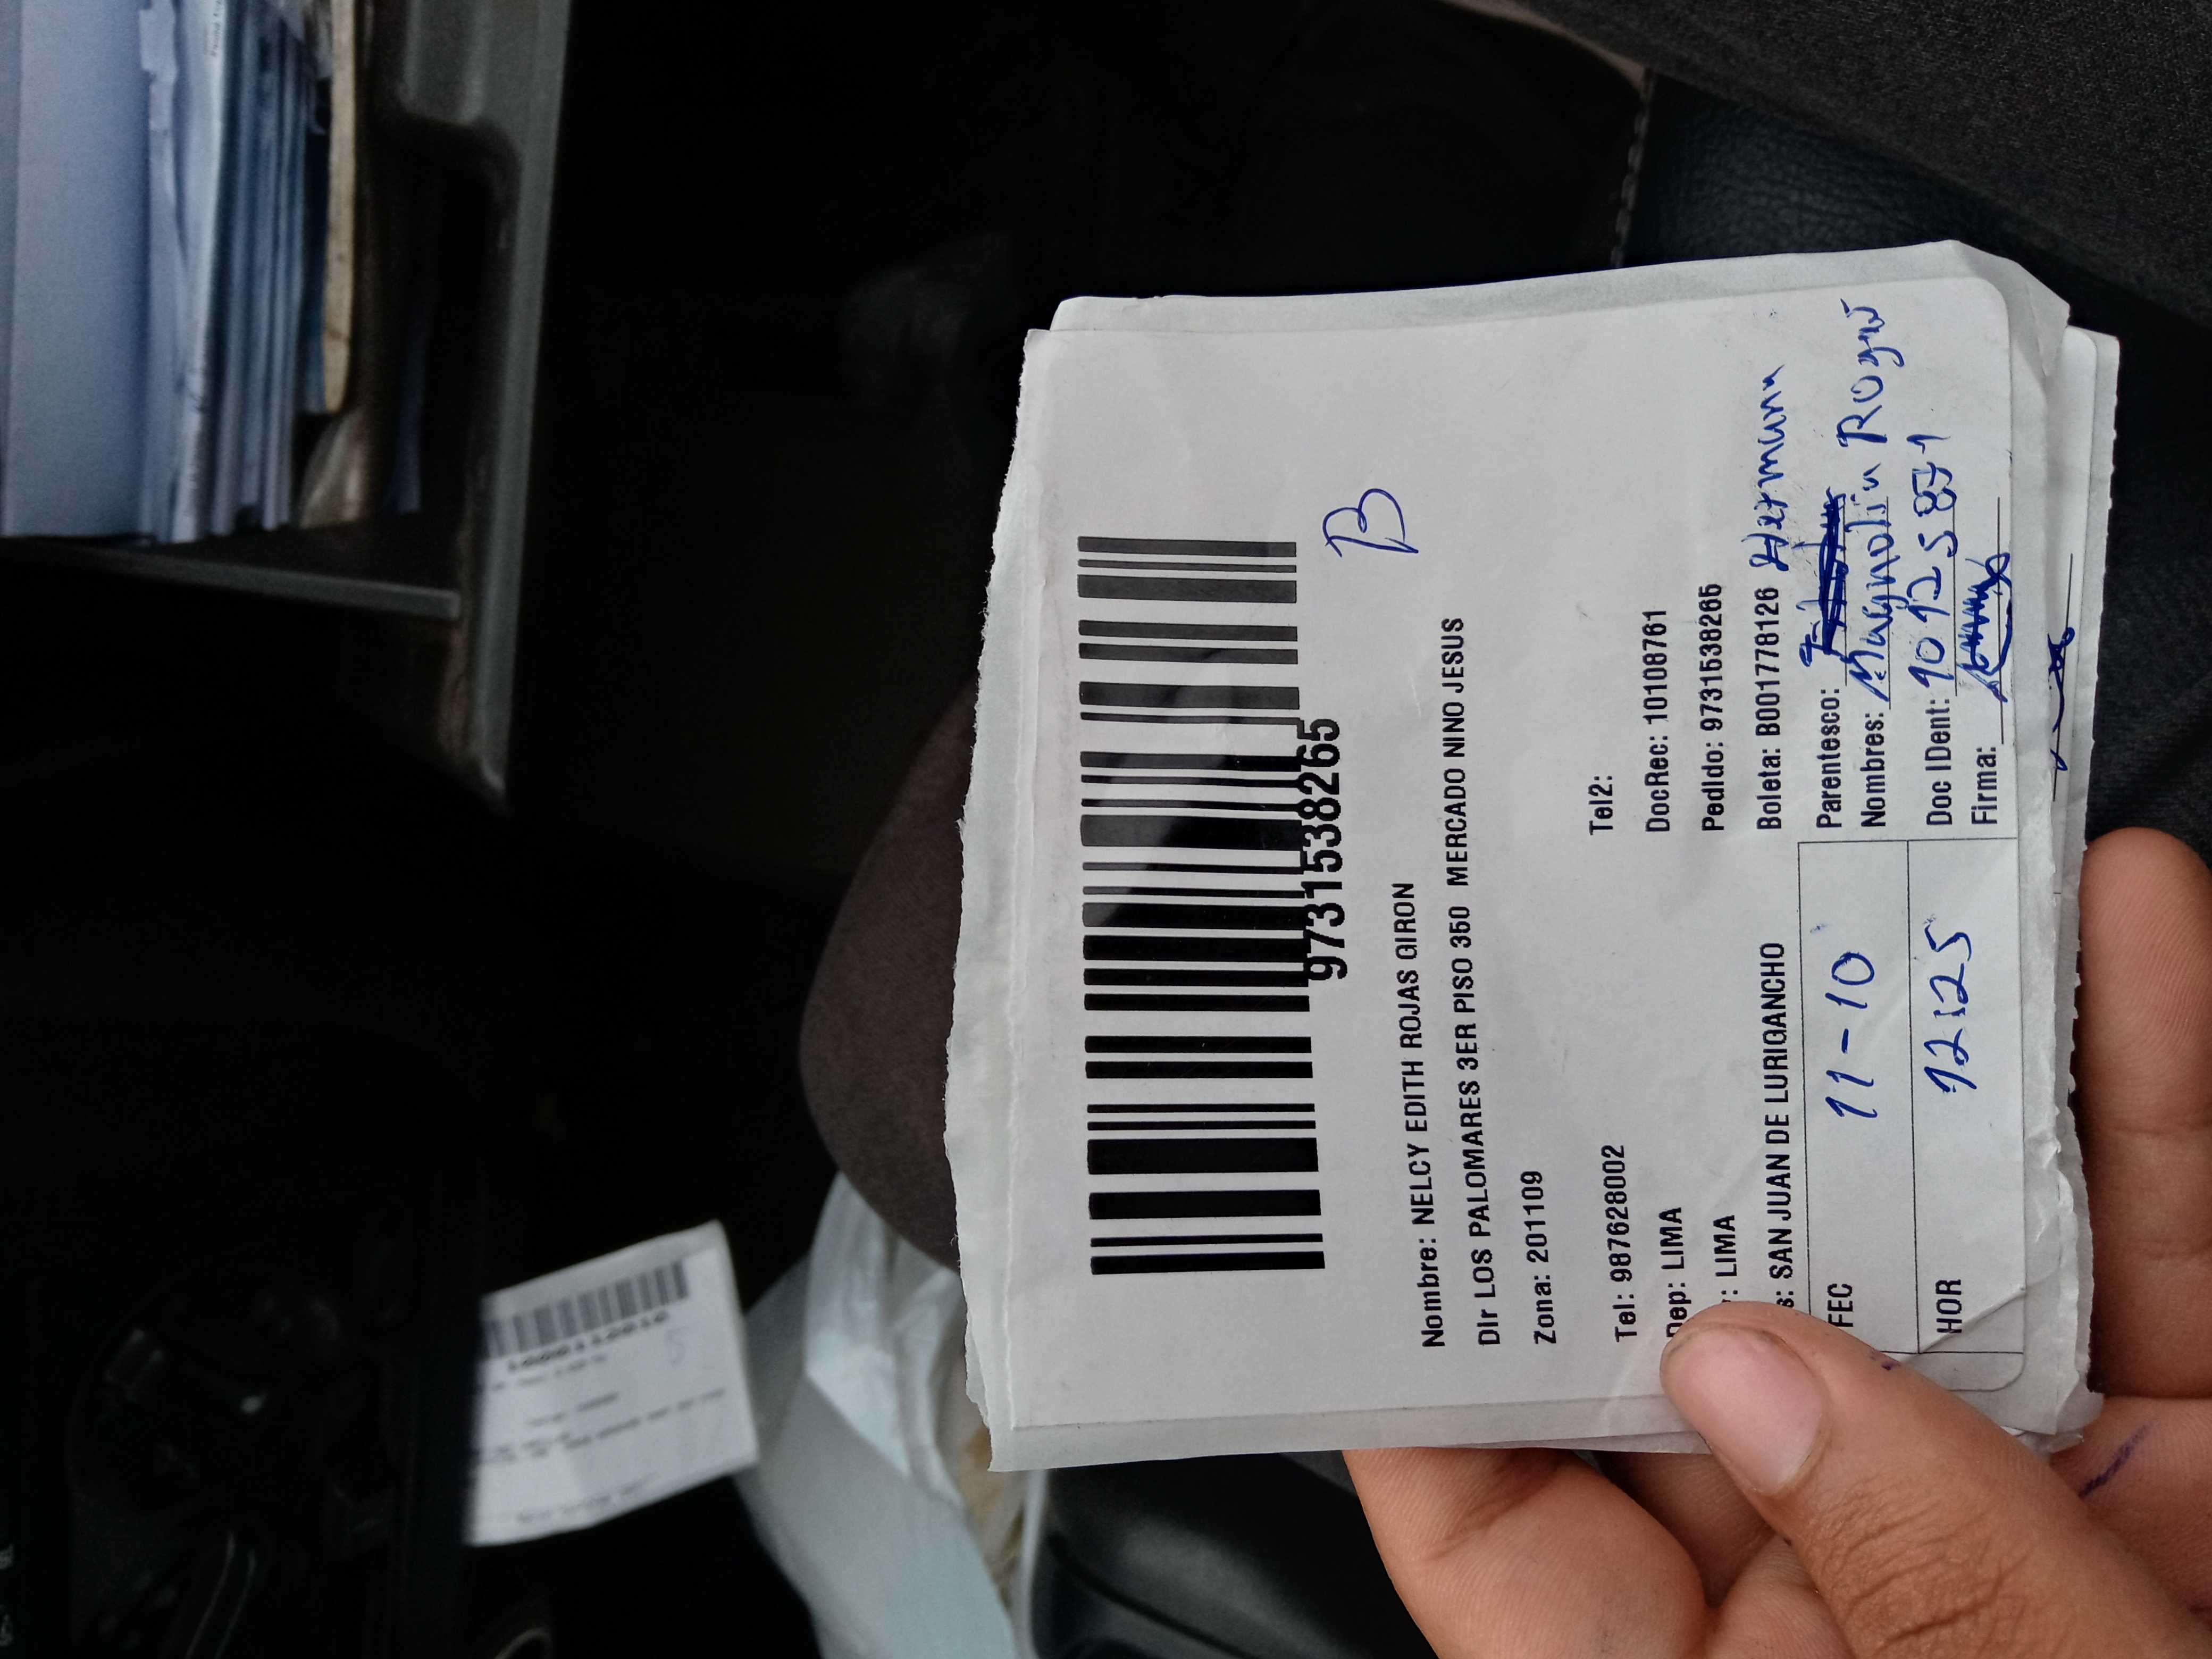 9731538265
B
Nombre: NELCY EDITH ROJAS GIRON
Dir LOS PALOMARES 3ER PISO 350 MERCADO NINO JESUS
Zona: 201109
Tel: 987628002 Tel2:
Dep: LIMA DocRec: 10108761
: LIMA Pedido: 9731538265
s: SAN JUAN DE LURIGANCHO Boleta: B001778126 Hermana
FEC 11-10 Parentesco:
Nombres: Magnolia Rojas
HOR 12:25 Doc IDent: 10125871
Firma: